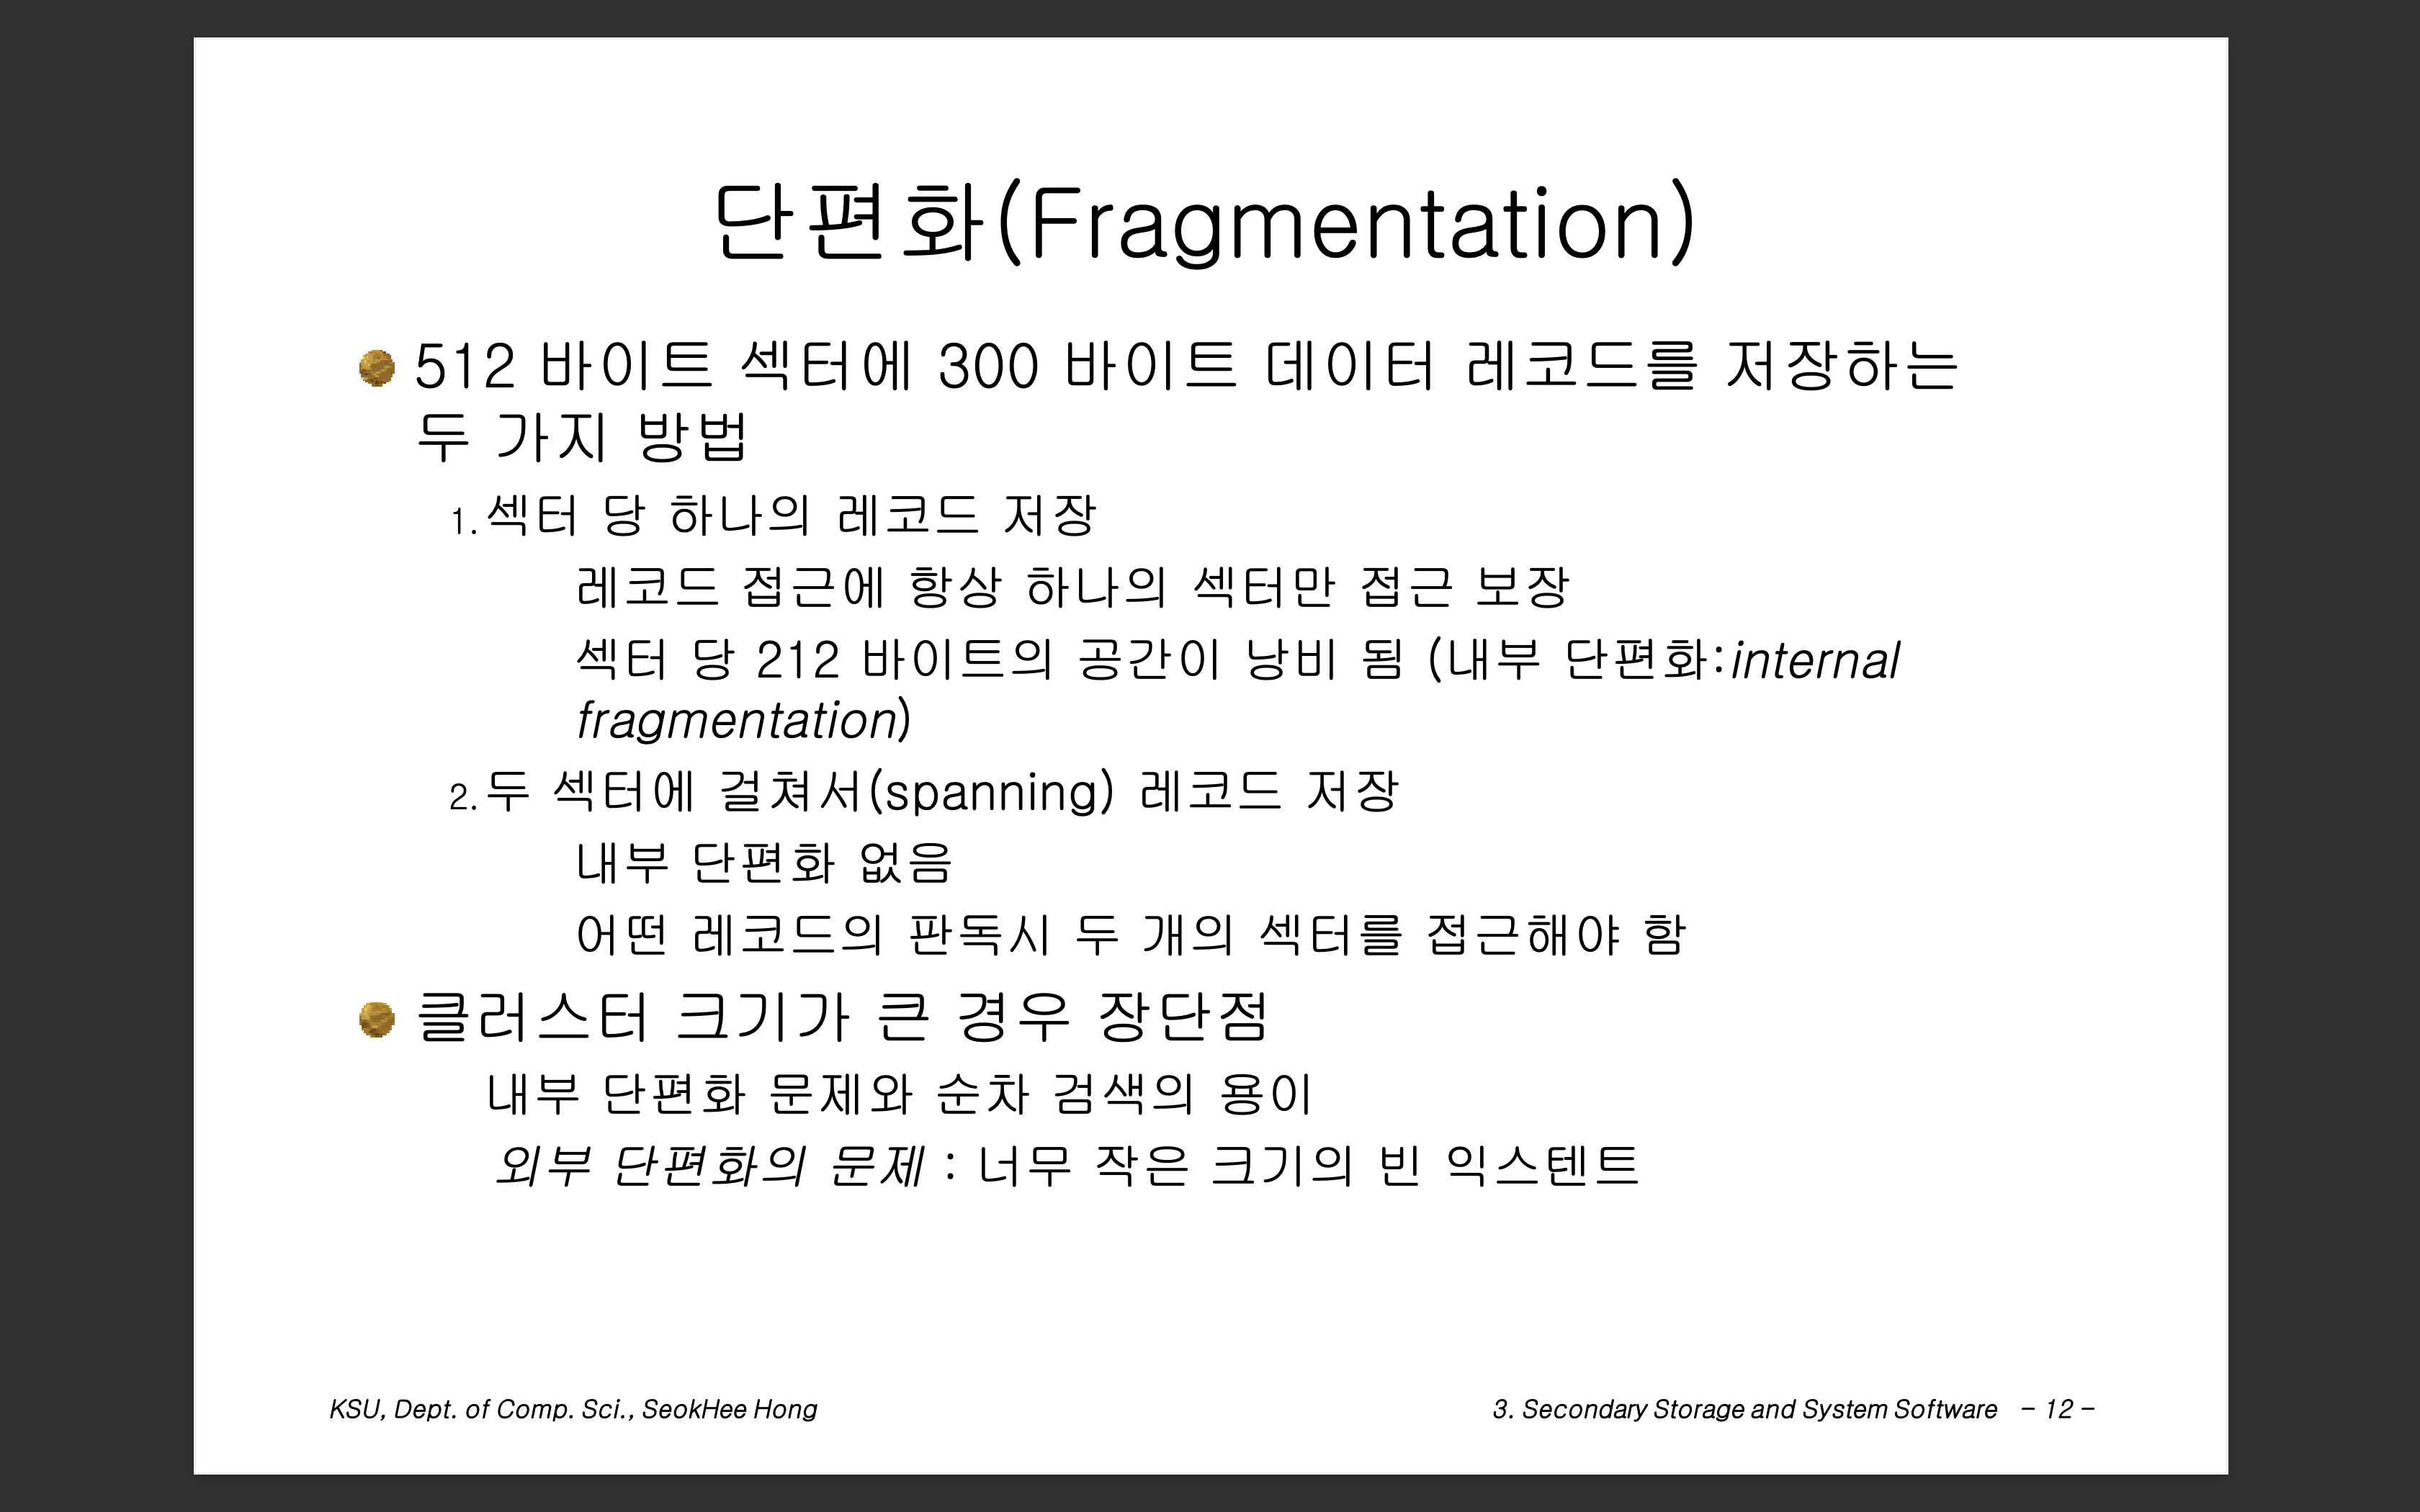 단편화(Fragmentation)
512 바이트 섹터에 300 바이트 데이터 레코드를 저장하는
두 가지 방법
1. 섹터 당 하나의 레코드 저장
레코드 접근에 항상 하나의 섹터만 접근 보장
섹터 당 212 바이트의 공간이 낭비 됨 (내부 단편화:internal
fragmentation)
2. 두 섹터에 걸쳐서(spanning) 레코드 저장
내부 단편화 없음
어떤 레코드의 판독시 두 개의 섹터를 접근해야 함
클러스터 크기가 큰 경우 장단점
내부 단편화 문제와 순차 검색의 용이
외부 단편화의 문제 : 너무 작은 크기의 빈 익스텐트
KSU, Dept. of Comp. Sci., SeokHee Hong
3. Secondary Storage and System Software - 12 -